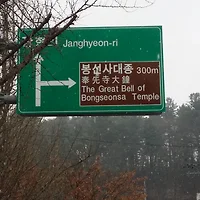 Janghyeon-ri
봉선사대종 300m
奉先寺大鐘
The Great Bell of
Bongseonsa Temple